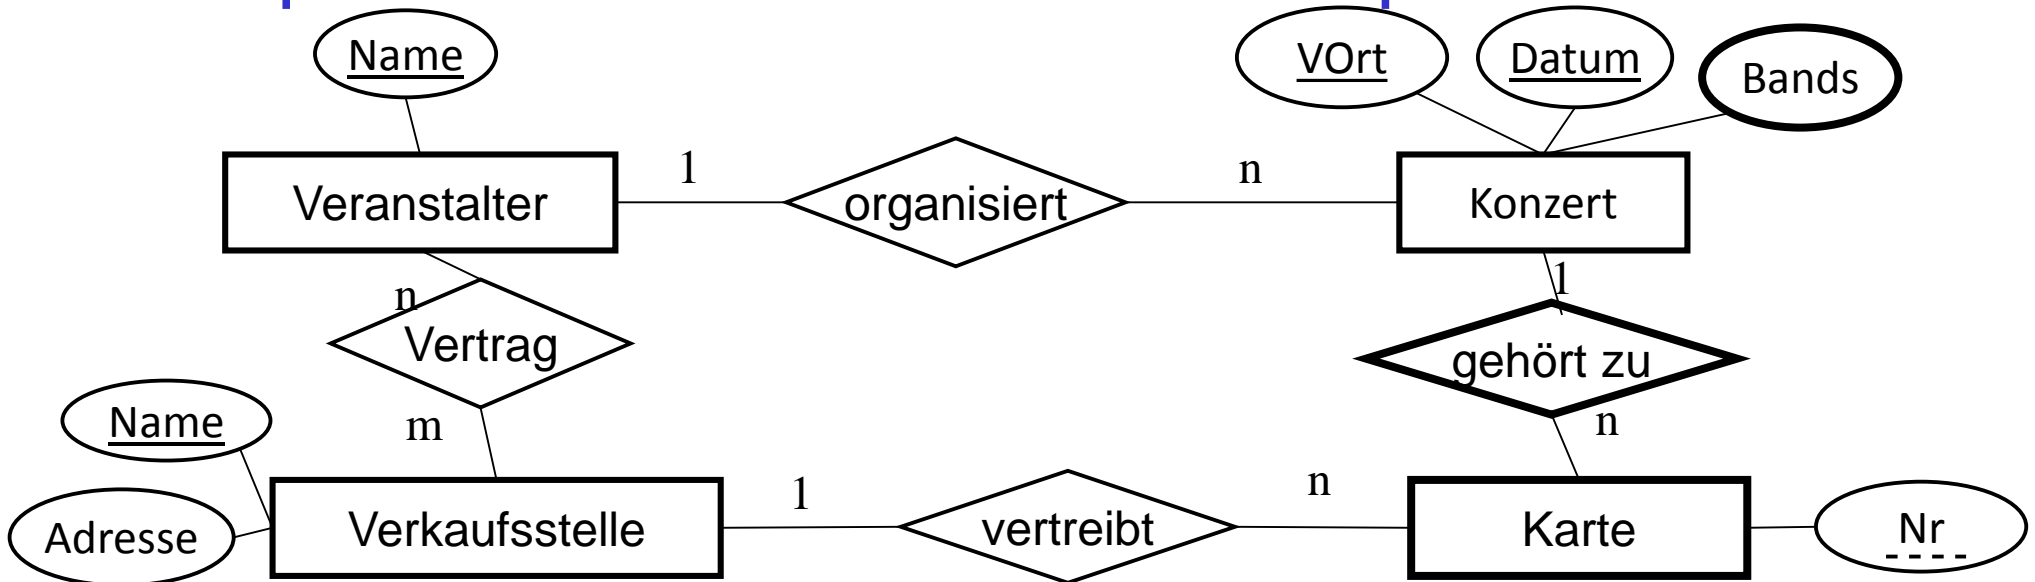 Name
VOrt
Datum
Bands
Veranstalter
1
organisiert
n
Konzert
n
Vertrag
m
1
gehört zu
n
Name
Adresse
Verkaufsstelle
1
vertreibt
n
Karte
Nr